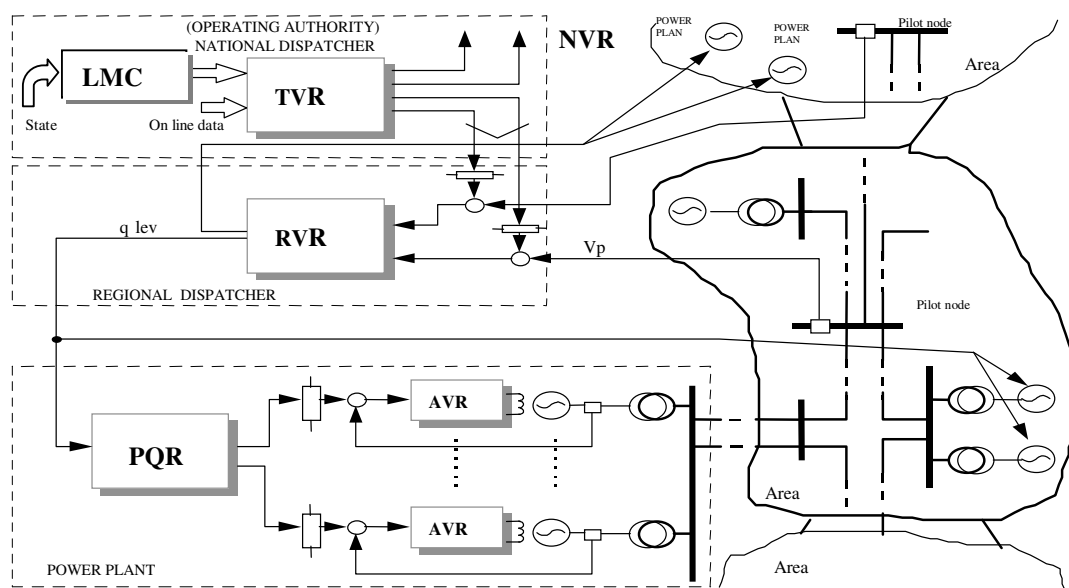 (OPERATING AUTHORITY)
NATIONAL DISPATCHER
NVR
POWER
PLAN
POWER
PLAN
Pilot node
Area
LMC
TVR
State
On line data
q lev
RVR
Vp
REGIONAL DISPATCHER
Pilot node
PQR
AVR
AVR
Area
POWER PLANT
Area